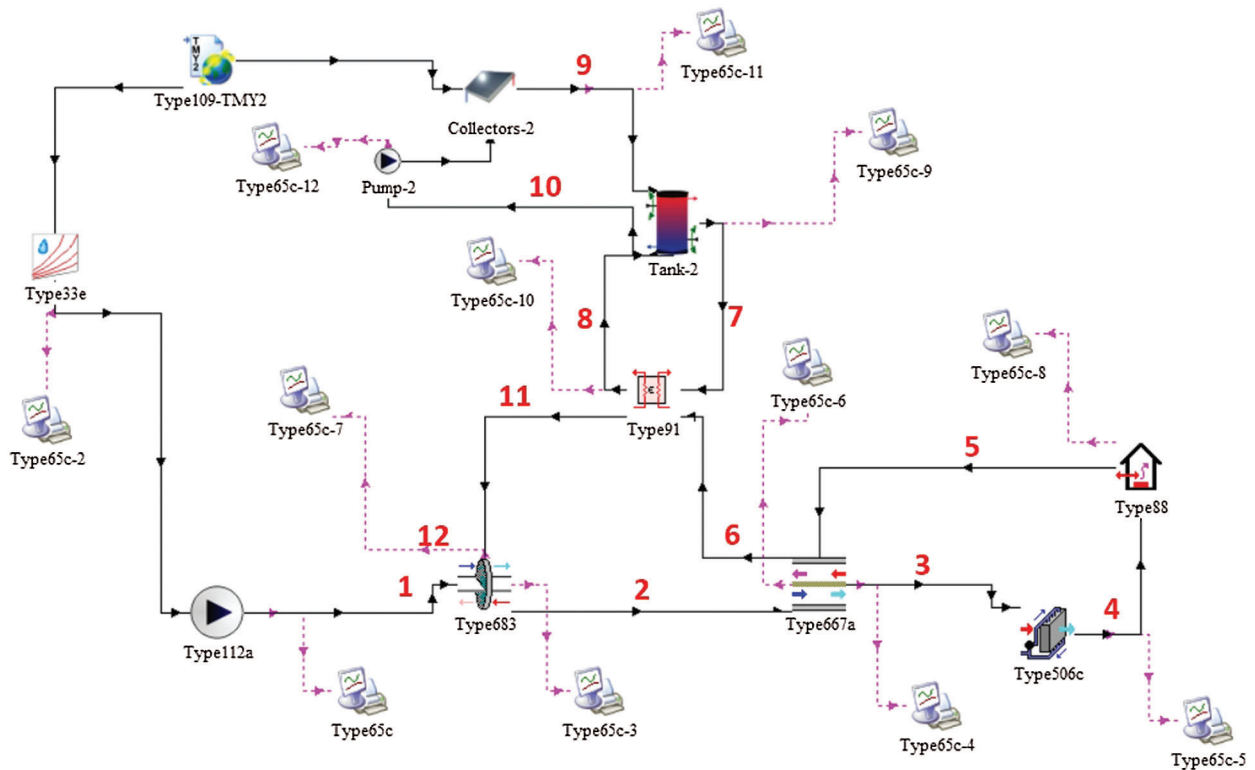 TMY2
Type109-TMY2
9
Type65c-11
Collectors-2
Type65c-12
Pump-2
10
Type65c-9
Tank-2
Type33e
Type65c-10
8
7
Type65c-8
Type65c-6
Type65c-7
11
Type91
Type65c-2
5
Type88
12
6
3
1
2
Type683
Type667a
4
Type506c
Type112a
Type65c
Type65c-3
Type65c-4
Type65c-5